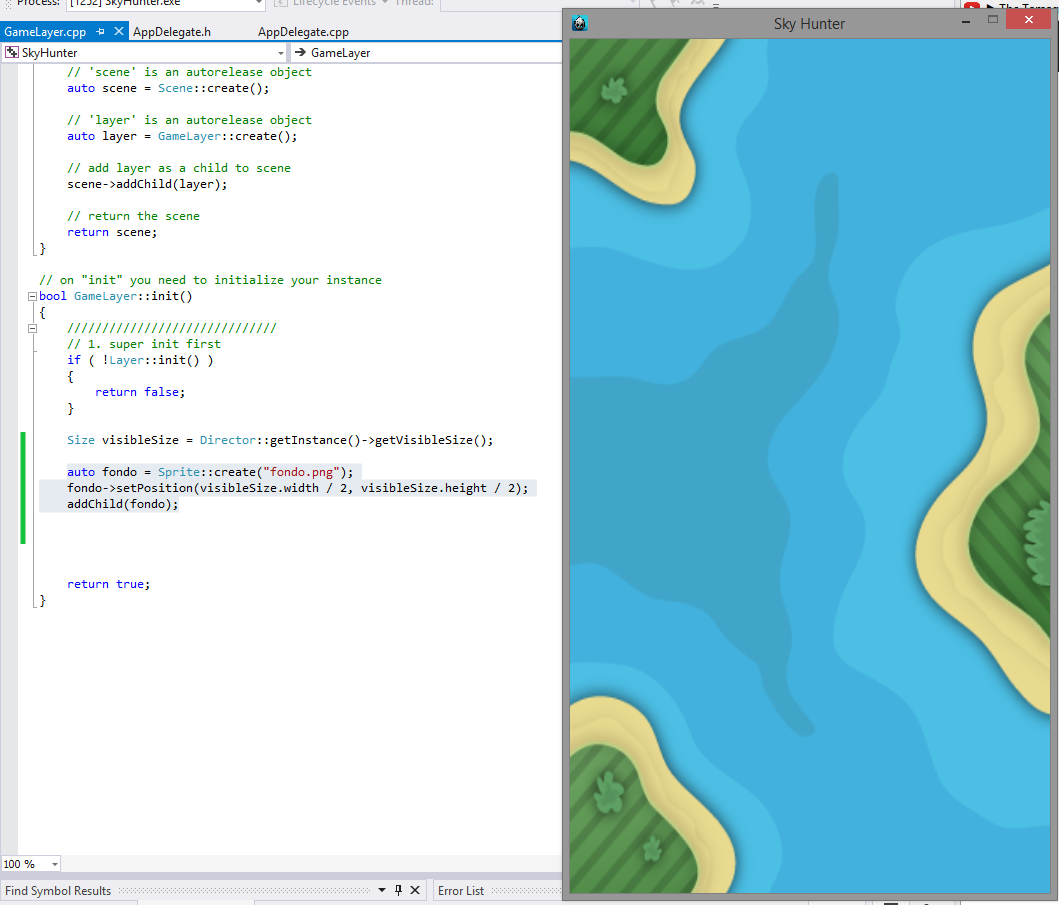 Process: [1252] SkyHunter.exe Lifecycle Events Thread:
GameLayer.cpp AppDelegate.h AppDelegate.cpp
SkyHunter GameLayer
// 'scene' is an autorelease object
auto scene = Scene::create();
// 'layer' is an autorelease object
auto layer = GameLayer::create();
// add layer as a child to scene
scene->addChild(layer);
// return the scene
return scene;
}
// on "init" you need to initialize your instance
bool GameLayer::init()
{
//////////////////////////////
// 1. super init first
if ( !Layer::init() )
{
return false;
}
Size visibleSize = Director::getInstance()->getVisibleSize();
auto fondo = Sprite::create("fondo.png");
fondo->setPosition(visibleSize.width / 2, visibleSize.height / 2);
addChild(fondo);
return true;
}
100 %
Find Symbol Results
Error List
Sky Hunter